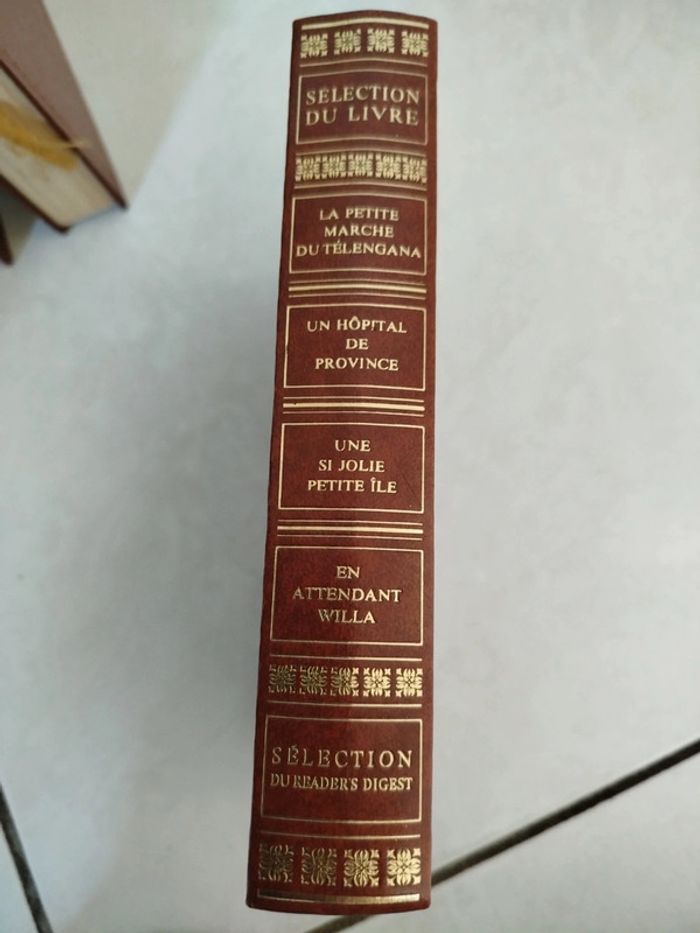 SÉLECTION
DU LIVRE
LA PETITE
MARCHE
DU TÉLENGANA
UN HÔPITAL
DE
PROVINCE
UNE
SI JOLIE
PETITE ÎLE
EN
ATTENDANT
WILLA
SÉLECTION
DU READER'S DIGEST